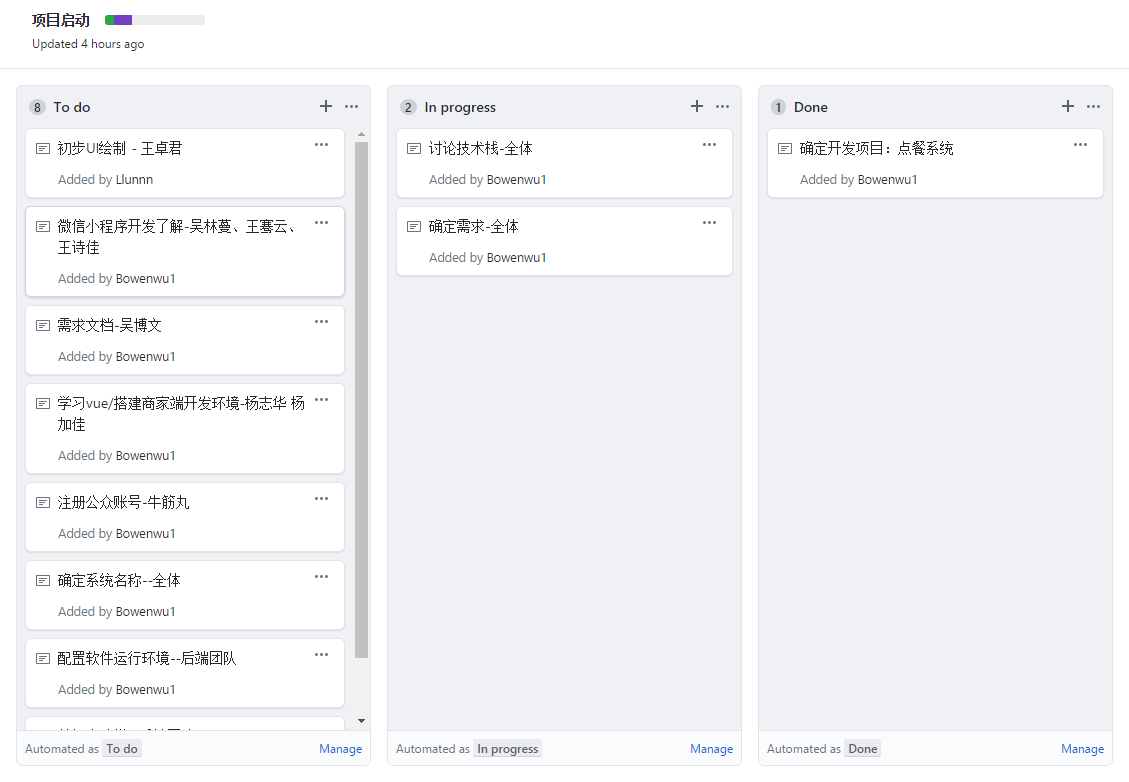 项目启动
Updated 4 hours ago
8 To do
初步UI绘制 - 王卓君
Added by Llunnn
微信小程序开发了解-吴林蔓、王骞云、
王诗佳
Added by Bowenwu1
需求文档-吴博文
Added by Bowenwu1
学习vue/搭建商家端开发环境-杨志华 杨
加佳
Added by Bowenwu1
注册公众账号-牛筋丸
Added by Bowenwu1
确定系统名称--全体
Added by Bowenwu1
配置软件运行环境--后端团队
Added by Bowenwu1
Automated as To do
Manage
2 In progress
讨论技术栈-全体
Added by Bowenwu1
确定需求-全体
Added by Bowenwu1
Automated as In progress
Manage
1 Done
确定开发项目：点餐系统
Added by Bowenwu1
Automated as Done
Manage